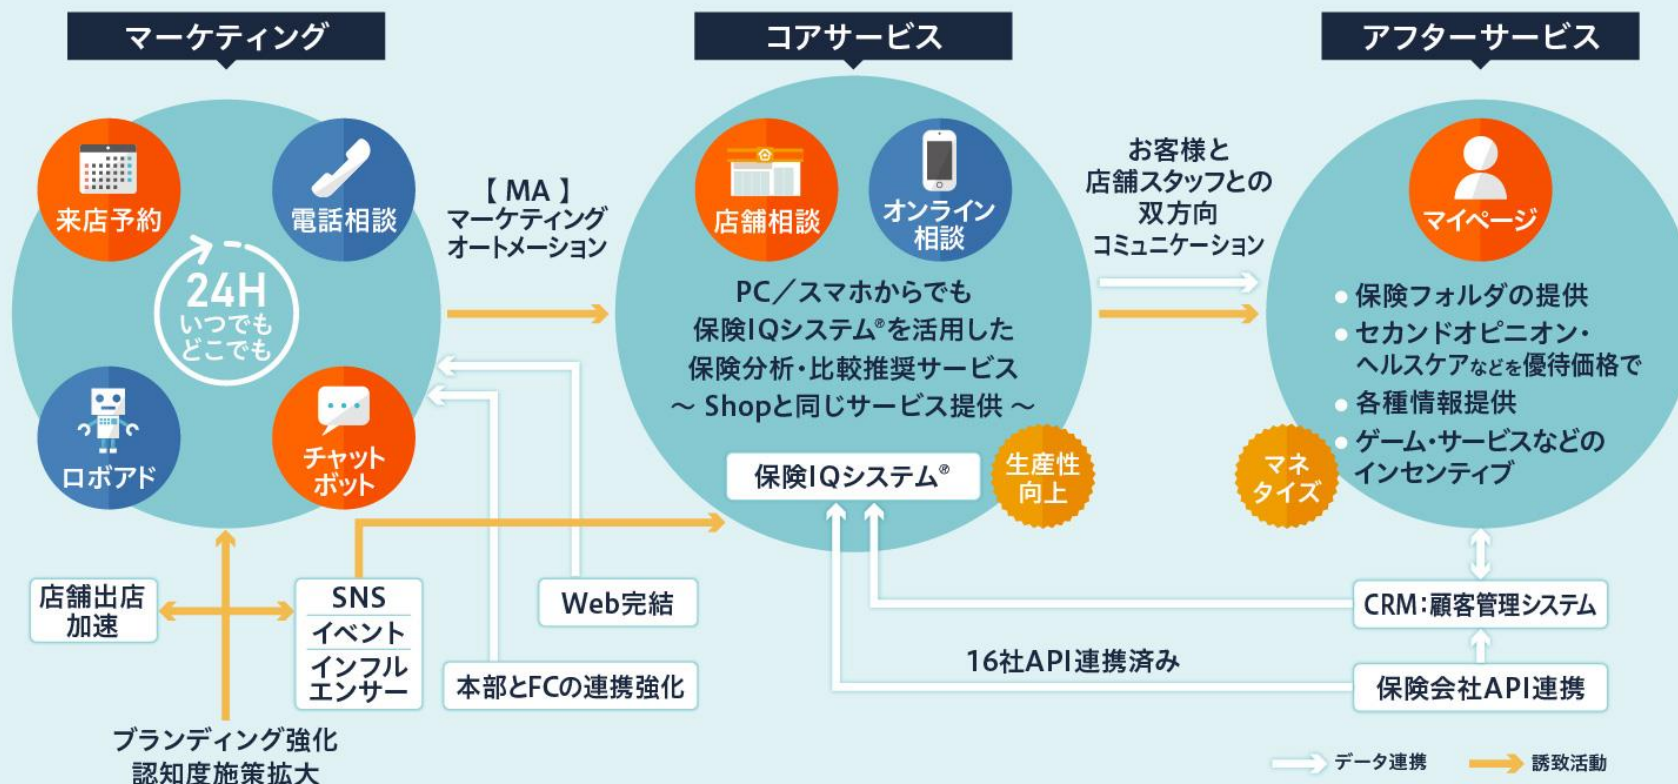 マーケティング
来店予約
電話相談
24H
いつでも
どこでも
ロボアド
チャット
ボット
【 MA 】
マーケティング
オートメーション
コアサービス
店舗相談
オンライン
相談
PC／スマホからでも
保険IQシステム®を活用した
保険分析・比較推奨サービス
～ Shopと同じサービス提供 ～
保険IQシステム®
生産性
向上
お客様と
店舗スタッフとの
双方向
コミュニケーション
アフターサービス
マイページ
● 保険フォルダの提供
● セカンドオピニオン・
ヘルスケアなどを優待価格で
● 各種情報提供
● ゲーム・サービスなどの
インセンティブ
マネ
タイズ
店舗出店
加速
SNS
イベント
インフル
エンサー
Web完結
本部とFCの連携強化
ブランディング強化
認知度施策拡大
CRM：顧客管理システム
16社API連携済み
保険会社API連携
データ連携
誘致活動